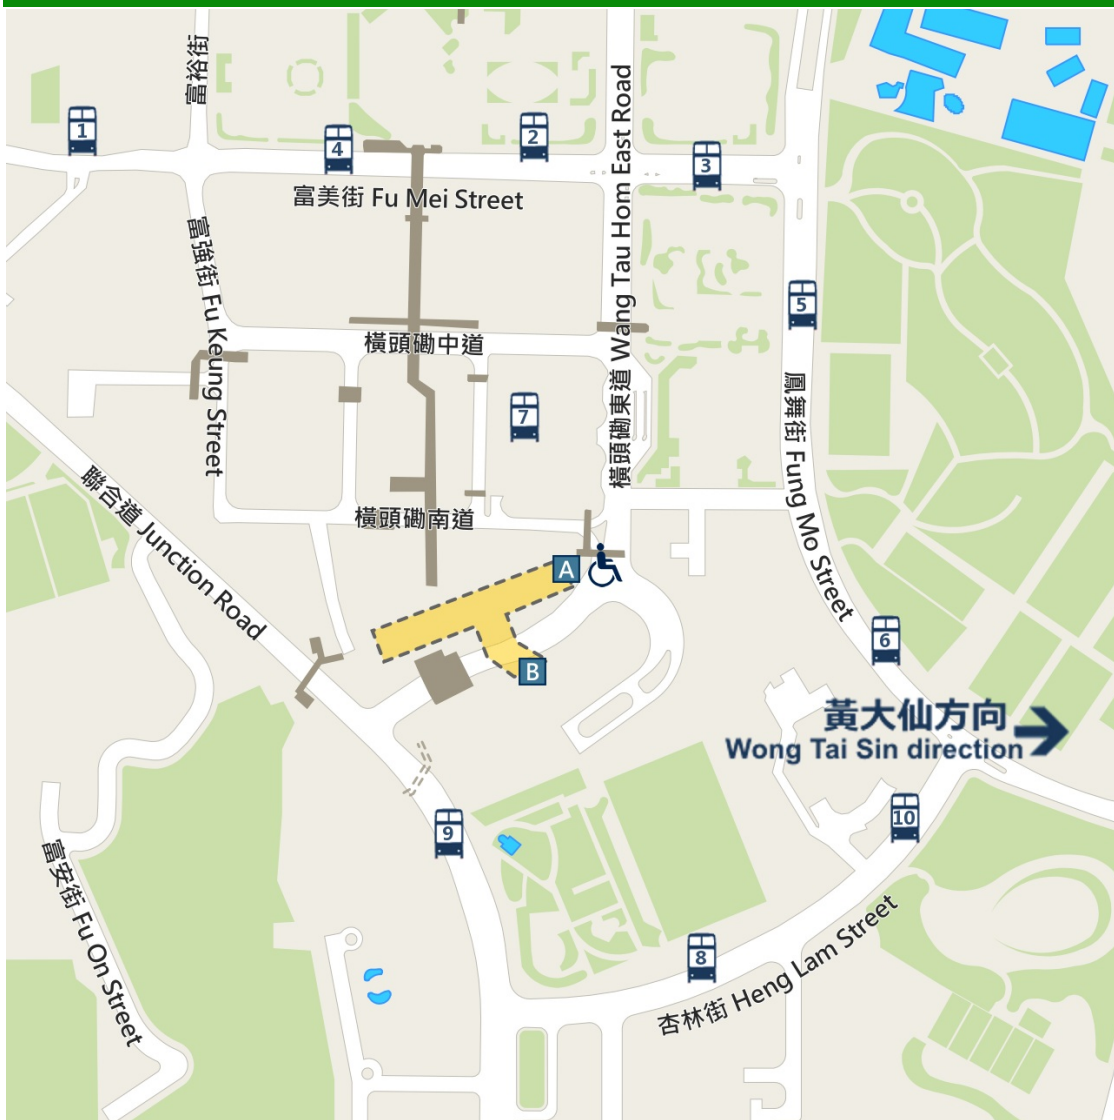 富裕街
1
4
2
3
富美街 Fu Mei Street
橫頭磡東道 Wang Tau Hom East Road
富強街 Fu Keung Street
5
橫頭磡中道
7
鳳舞街 Fung Mo Street
聯合道 Junction Road
橫頭磡南道
A
B
6
黃大仙方向
Wong Tai Sin direction
9
10
富安街 Fu On Street
8
杏林街 Heng Lam Street